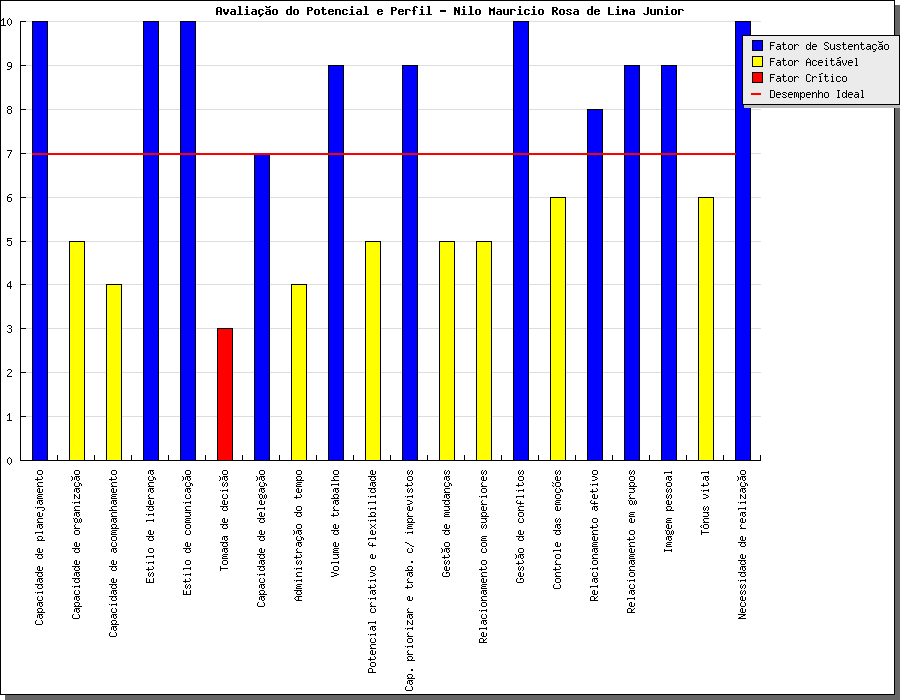 Avaliação do Potencial e Perfil - Nilo Mauricio Rosa de Lima Junior
10
9
8
7
6
5
4
3
2
1
0
Fator de Sustentação
Fator Aceitável
Fator Crítico
Desempenho Ideal
Capacidade de planejamento
Capacidade de organização
Capacidade de acompanhamento
Estilo de liderança
Estilo de comunicação
Tomada de decisão
Capacidade de delegação
Administração do tempo
Volume de trabalho
Potencial criativo e flexibilidade
Cap. priorizar e trab. c/ imprevistos
Gestão de mudanças
Relacionamento com superiores
Gestão de conflitos
Controle das emoções
Relacionamento afetivo
Relacionamento em grupos
Imagem pessoal
Tônus vital
Necessidade de realização